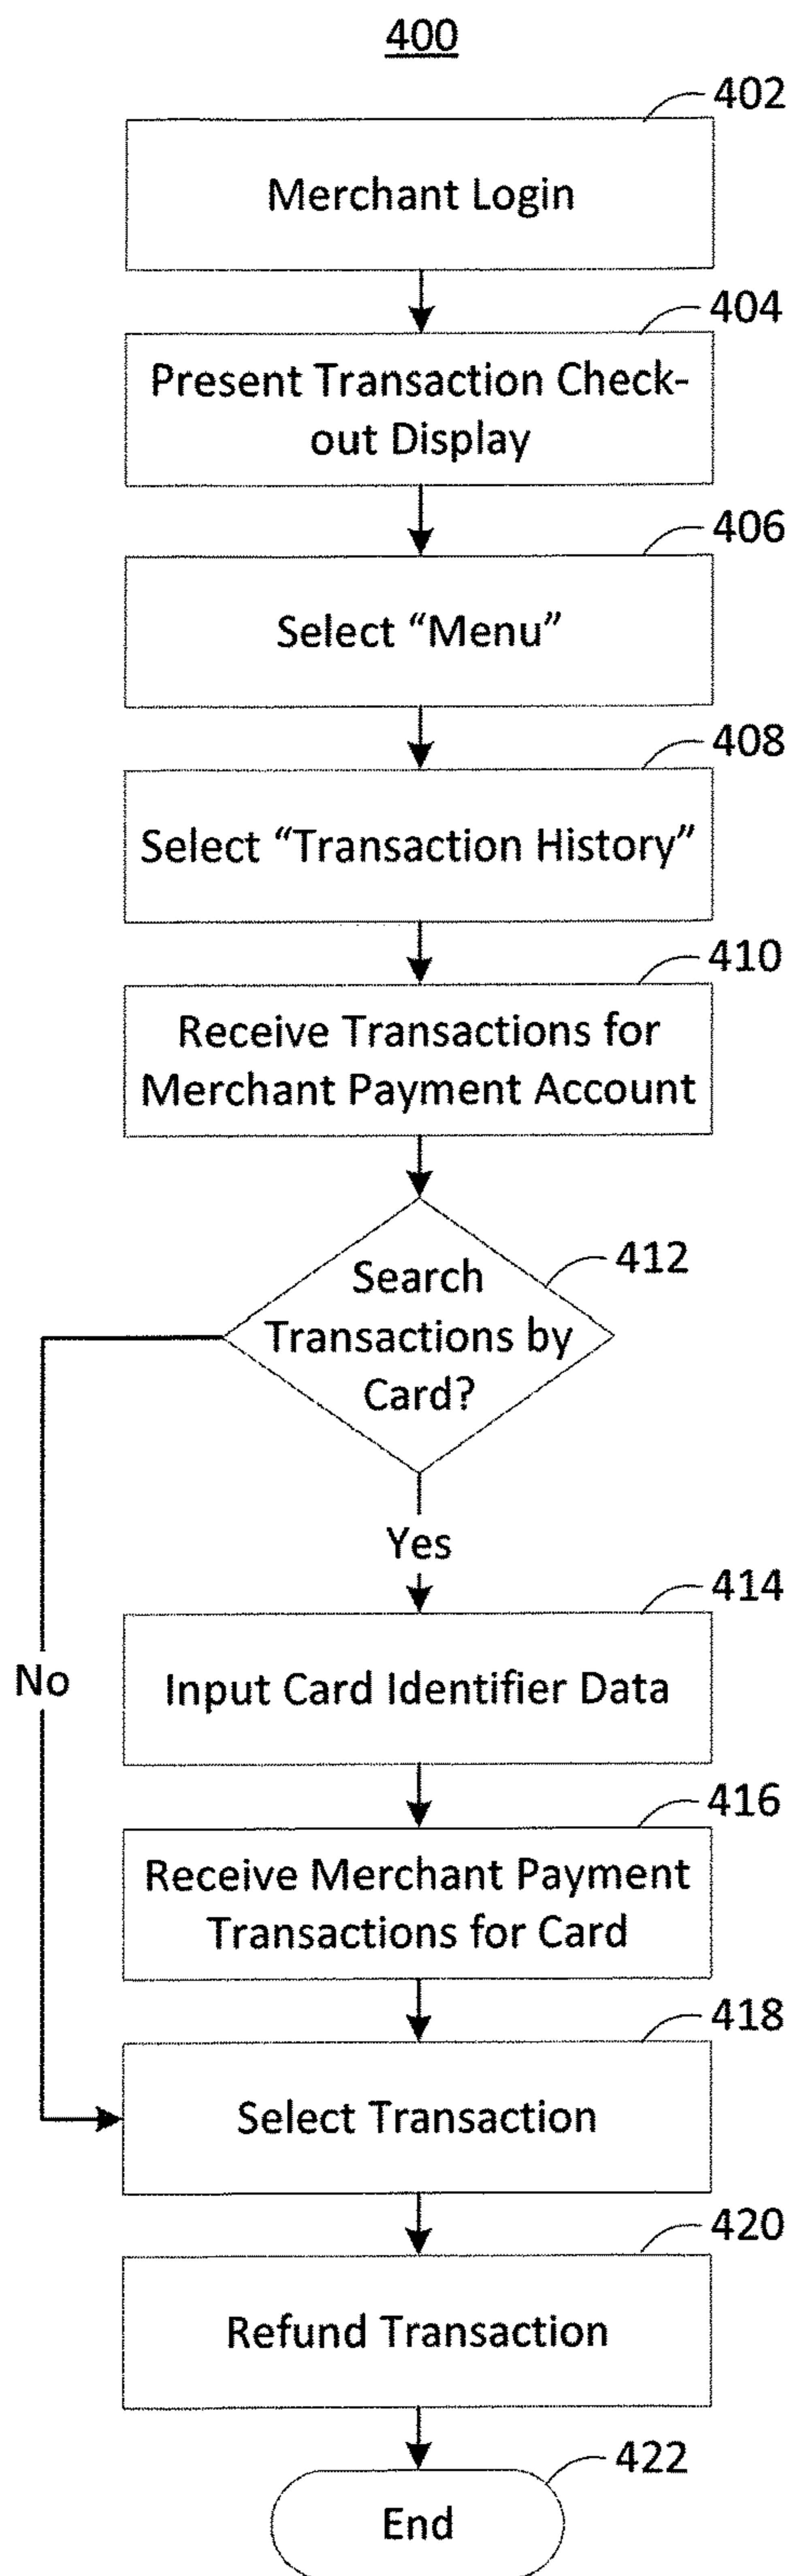 400
402
Merchant Login
404
Present Transaction Check-
out Display
406
Select “Menu”
408
Select “Transaction History”
410
Receive Transactions for
Merchant Payment Account
412
Search
Transactions by
Card?
Yes
414
Input Card Identifier Data
No
416
Receive Merchant Payment
Transactions for Card
418
Select Transaction
420
Refund Transaction
422
End